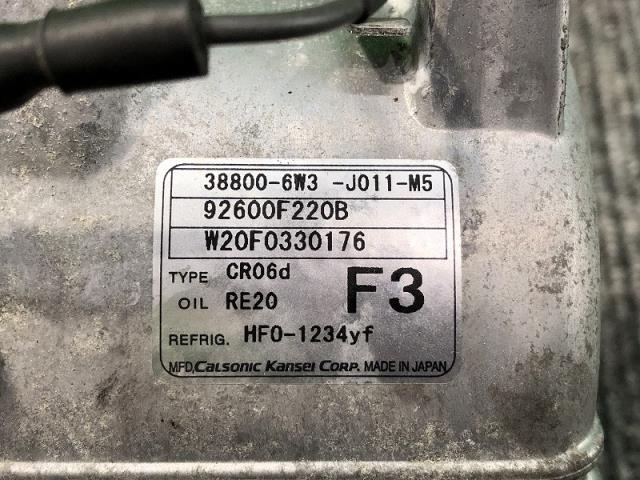 38800-6W3 -J011-M5
92600F220B
W20F0330176
TYPE CR06d
OIL RE20 F3
REFRIG. HFO-1234yf
MFD, CALSONIC KANSEI CORP. MADE IN JAPAN